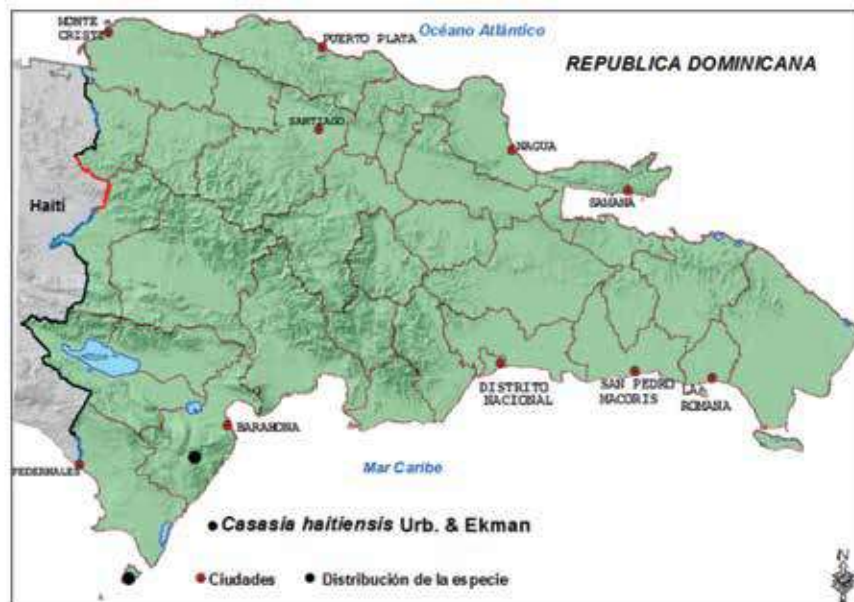 MONTE
CRISTI
PUERTO PLATA
Océano Atlántico
REPUBLICA DOMINICANA
SANTIAGO
NAGUA
SAMANA
Haití
DISTRITO
NACIONAL
SAN PEDRO
MACORIS
LA
ROMANA
BARAHONA
PEDERNALES
Mar Caribe
Casasia haitiensis Urb. & Ekman
Ciudades
Distribución de la especie